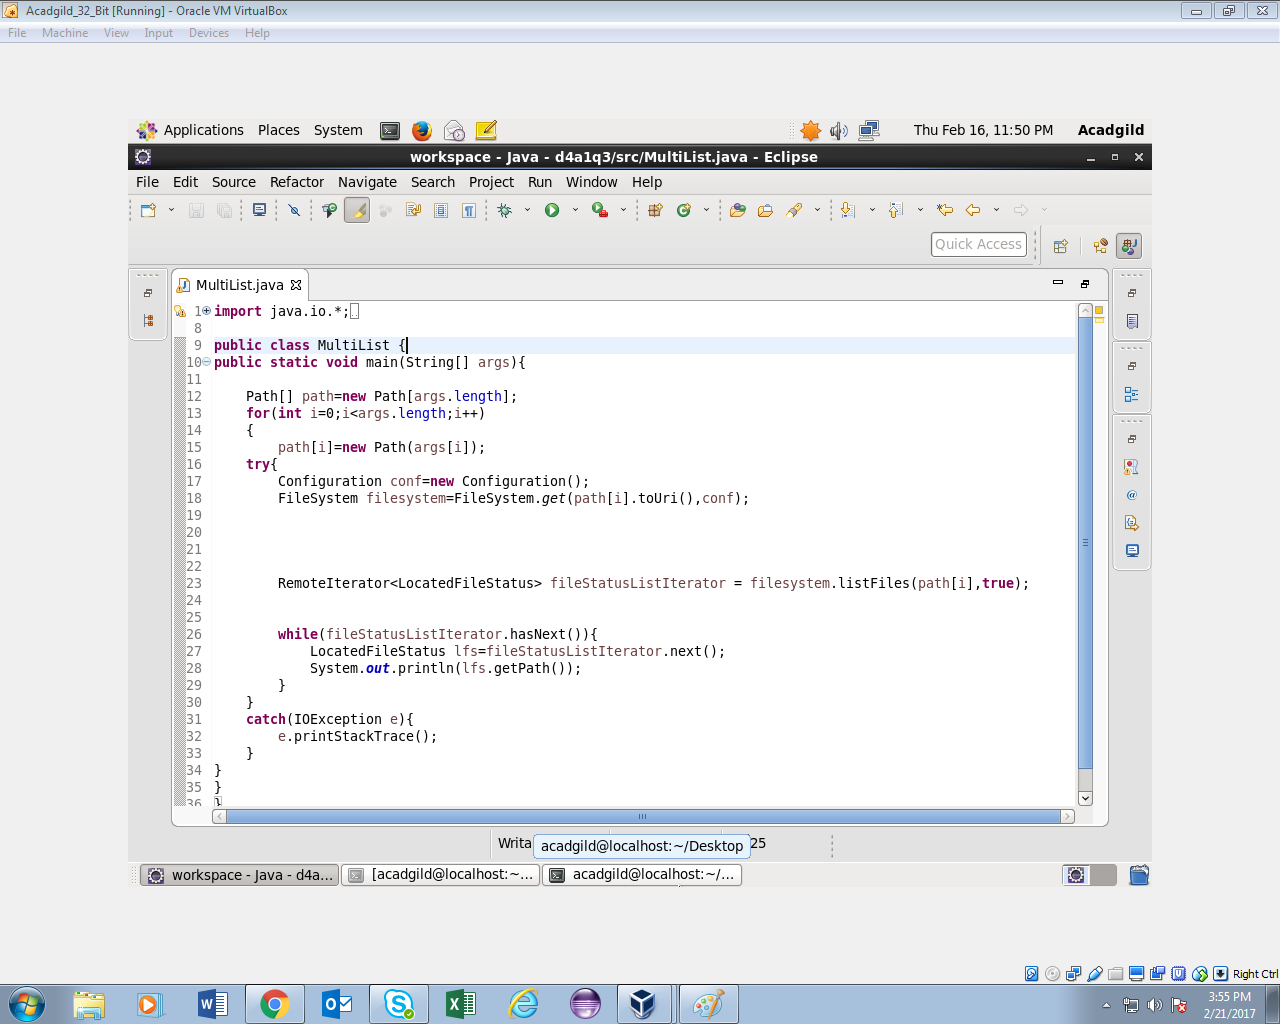 Acadgild_32_Bit [Running] - Oracle VM VirtualBox
File Machine View Input Devices Help
Applications Places System Thu Feb 16, 11:50 PM Acadgild
workspace - Java - d4a1q3/src/MultiList.java - Eclipse
File Edit Source Refactor Navigate Search Project Run Window Help
Quick Access
MultiList.java
1 import java.io.*;
8
9 public class MultiList {
10 public static void main(String[] args){
11
12 Path[] path=new Path[args.length];
13 for(int i=0;i<args.length;i++)
14 {
15 path[i]=new Path(args[i]);
16 try{
17 Configuration conf=new Configuration();
18 FileSystem filesystem=FileSystem.get(path[i].toUri(),conf);
19
20
21
22
23 RemoteIterator<LocatedFileStatus> fileStatusListIterator = filesystem.listFiles(path[i],true);
24
25
26 while(fileStatusListIterator.hasNext()){
27 LocatedFileStatus lfs=fileStatusListIterator.next();
28 System.out.println(lfs.getPath());
29 }
30 }
31 catch(IOException e){
32 e.printStackTrace();
33 }
34 }
35 }
36 }
Writa acadgild@localhost:~/Desktop 25
workspace - Java - d4a... [acadgild@localhost:~... acadgild@localhost:~/...
Right Ctrl
3:55 PM
2/21/2017